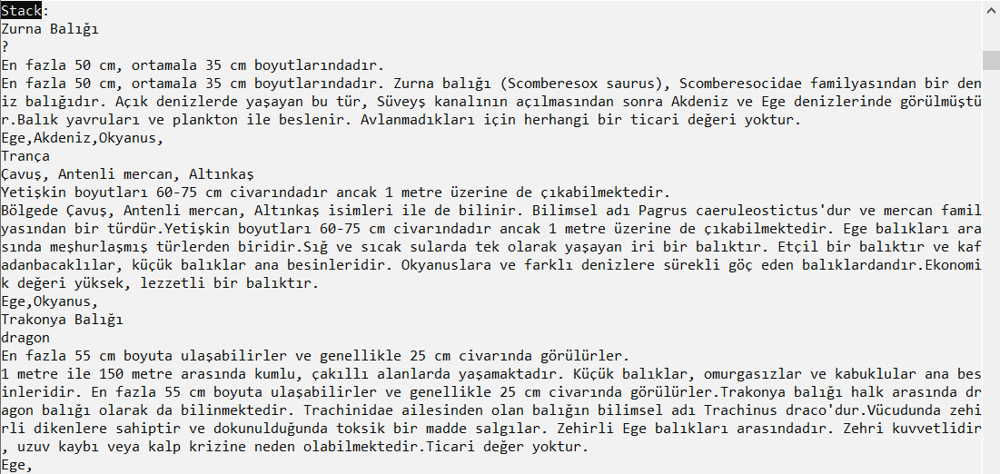 Stack:
Zurna Balığı
?
En fazla 50 cm, ortamala 35 cm boyutlarındadır.
En fazla 50 cm, ortamala 35 cm boyutlarındadır. Zurna balığı (Scomberesox saurus), Scomberesocidae familyasından bir den
iz balığıdır. Açık denizlerde yaşayan bu tür, Süveyş kanalının açılmasından sonra Akdeniz ve Ege denizlerinde görülmüştü
r.Balık yavruları ve plankton ile beslenir. Avlanmadıkları için herhangi bir ticari değeri yoktur.
Ege,Akdeniz,Okyanus,
Trança
Çavuş, Antenli mercan, Altınkaş
Yetişkin boyutları 60-75 cm civarındadır ancak 1 metre üzerine de çıkabilmektedir.
Bölgede Çavuş, Antenli mercan, Altınkaş isimleri ile de bilinir. Bilimsel adı Pagrus caeruleostictus'dur ve mercan famil
yasından bir türdür.Yetişkin boyutları 60-75 cm civarındadır ancak 1 metre üzerine de çıkabilmektedir. Ege balıkları ara
sında meşhurlaşmış türlerden biridir.Sığ ve sıcak sularda tek olarak yaşayan iri bir balıktır. Etçil bir balıktır ve kaf
adanbacaklılar, küçük balıklar ana besinleridir. Okyanuslara ve farklı denizlere sürekli göç eden balıklardandır.Ekonomi
k değeri yüksek, lezzetli bir balıktır.
Ege,Okyanus,
Trakonya Balığı
dragon
En fazla 55 cm boyuta ulaşabilirler ve genellikle 25 cm civarında görülürler.
1 metre ile 150 metre arasında kumlu, çakıllı alanlarda yaşamaktadır. Küçük balıklar, omurgasızlar ve kabuklular ana bes
inleridir. En fazla 55 cm boyuta ulaşabilirler ve genellikle 25 cm civarında görülürler.Trakonya balığı halk arasında dr
agon balığı olarak da bilinmektedir. Trachinidae ailesinden olan balığın bilimsel adı Trachinus draco'dur.Vücudunda zehi
rli dikenlere sahiptir ve dokunulduğunda toksik bir madde salgılar. Zehirli Ege balıkları arasındadır. Zehri kuvvetlidir
, uzuv kaybı veya kalp krizine neden olabilmektedir.Ticari değer yoktur.
Ege,